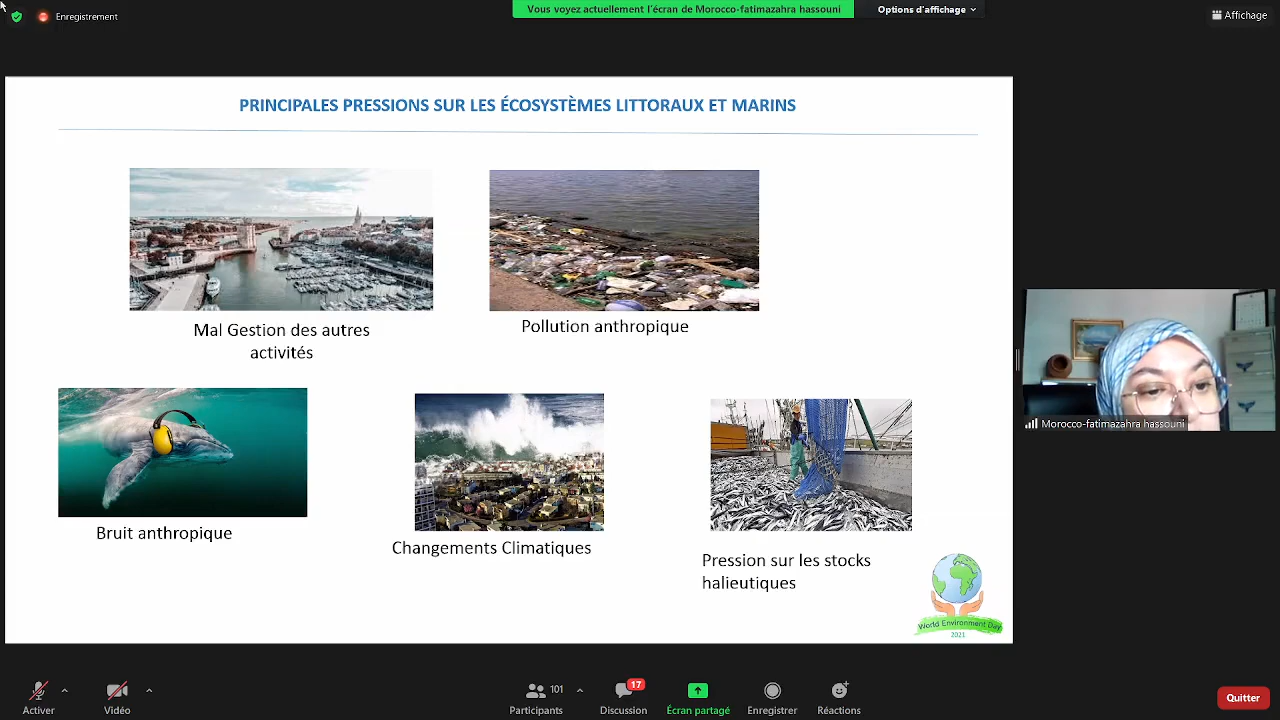 Enregistrement
Vous voyez actuellement l'écran de Morocco-fatimazahra hassouni
Options d'affichage
Affichage
PRINCIPALES PRESSIONS SUR LES ÉCOSYSTÈMES LITTORAUX ET MARINS
Mal Gestion des autres
activités
Pollution anthropique
Bruit anthropique
Changements Climatiques
Pression sur les stocks
halieutiques
World Environment Day
2021
Morocco-fatimazahra hassouni
Activer
Vidéo
Participants
101
Discussion
17
Écran partagé
Enregistrer
Réactions
Quitter